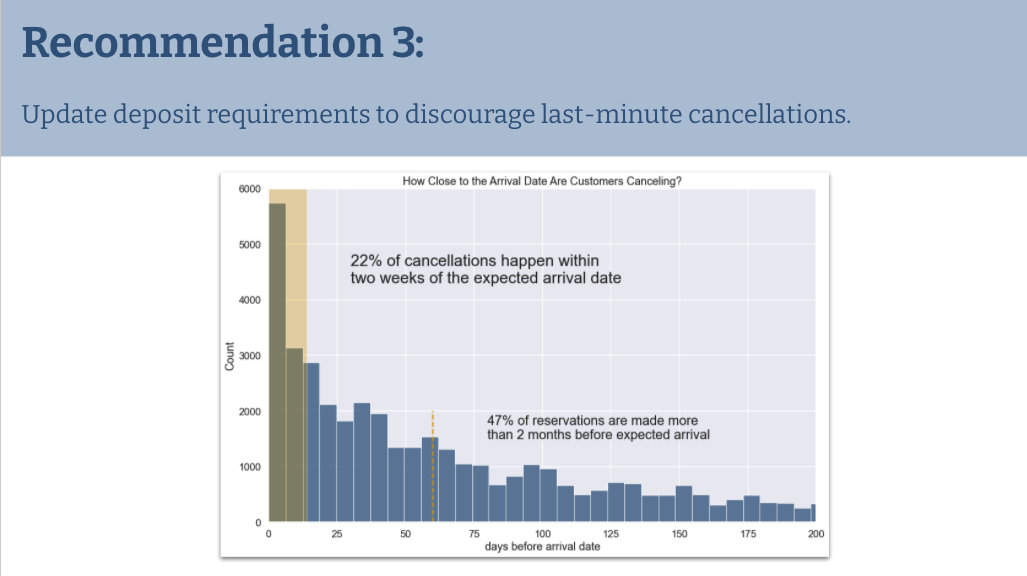 Recommendation 3:
Update deposit requirements to discourage last-minute cancellations.
How Close to the Arrival Date Are Customers Canceling?
6000
5000
4000
3000
2000
1000
0
Count
22% of cancellations happen within
two weeks of the expected arrival date
47% of reservations are made more
than 2 months before expected arrival
0 25 50 75 100 125 150 175 200
days before arrival date